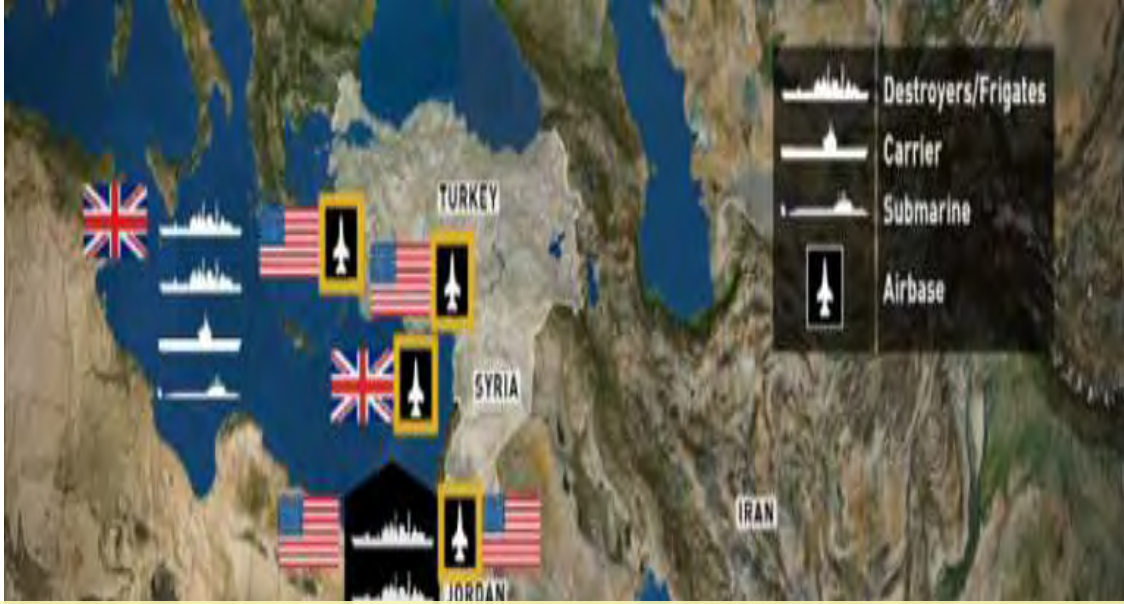 TURKEY
SYRIA
IRAN
JORDAN
Destroyers/Frigates
Carrier
Submarine
Airbase